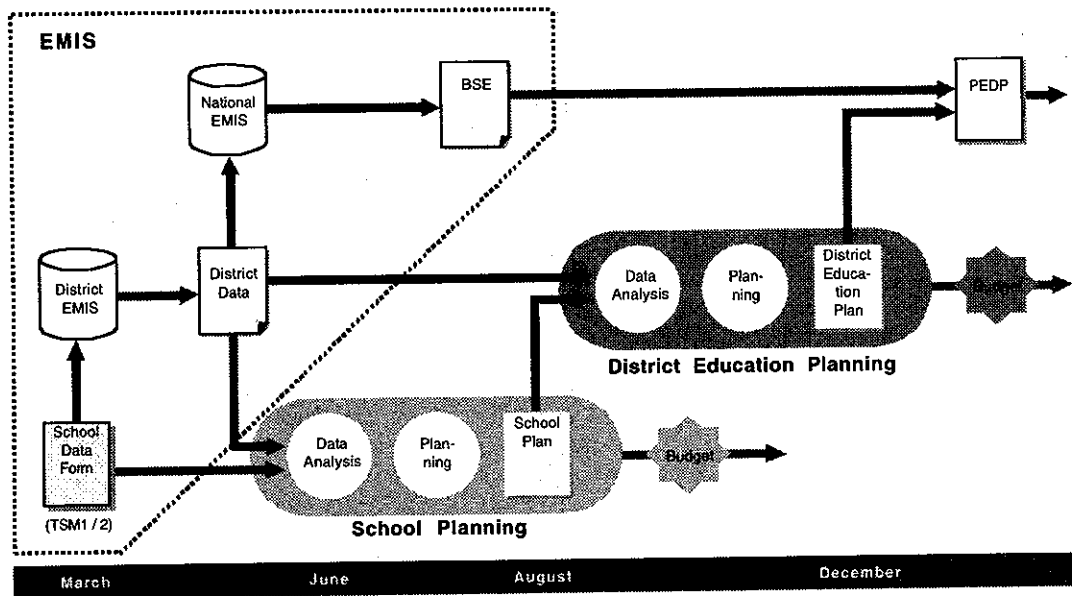 EMIS
National
EMIS
BSE
PEDP
District
EMIS
District
Data
Data
Analysis
Plan-
ning
District
Educa-
tion
Plan
Budget
District Education Planning
School
Data
Form
(TSM1 / 2)
Data
Analysis
Plan-
ning
School
Plan
Budget
School Planning
March
June
August
December